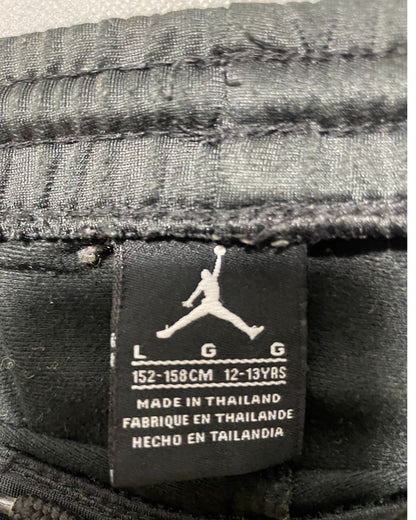 L G G
152-158CM 12-13YRS
MADE IN THAILAND
FABRIQUE EN THAILANDE
HECHO EN TAILANDIA